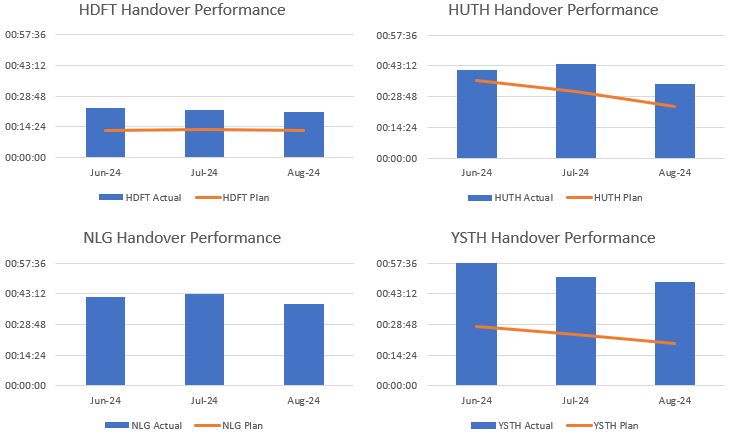 HDFT Handover Performance
00:57:36
00:43:12
00:28:48
00:14:24
00:00:00
Jun-24 Jul-24 Aug-24
HDFT Actual HDFT Plan
HUTH Handover Performance
00:57:36
00:43:12
00:28:48
00:14:24
00:00:00
Jun-24 Jul-24 Aug-24
HUTH Actual HUTH Plan
NLG Handover Performance
00:57:36
00:43:12
00:28:48
00:14:24
00:00:00
Jun-24 Jul-24 Aug-24
NLG Actual NLG Plan
YSTH Handover Performance
00:57:36
00:43:12
00:28:48
00:14:24
00:00:00
Jun-24 Jul-24 Aug-24
YSTH Actual YSTH Plan